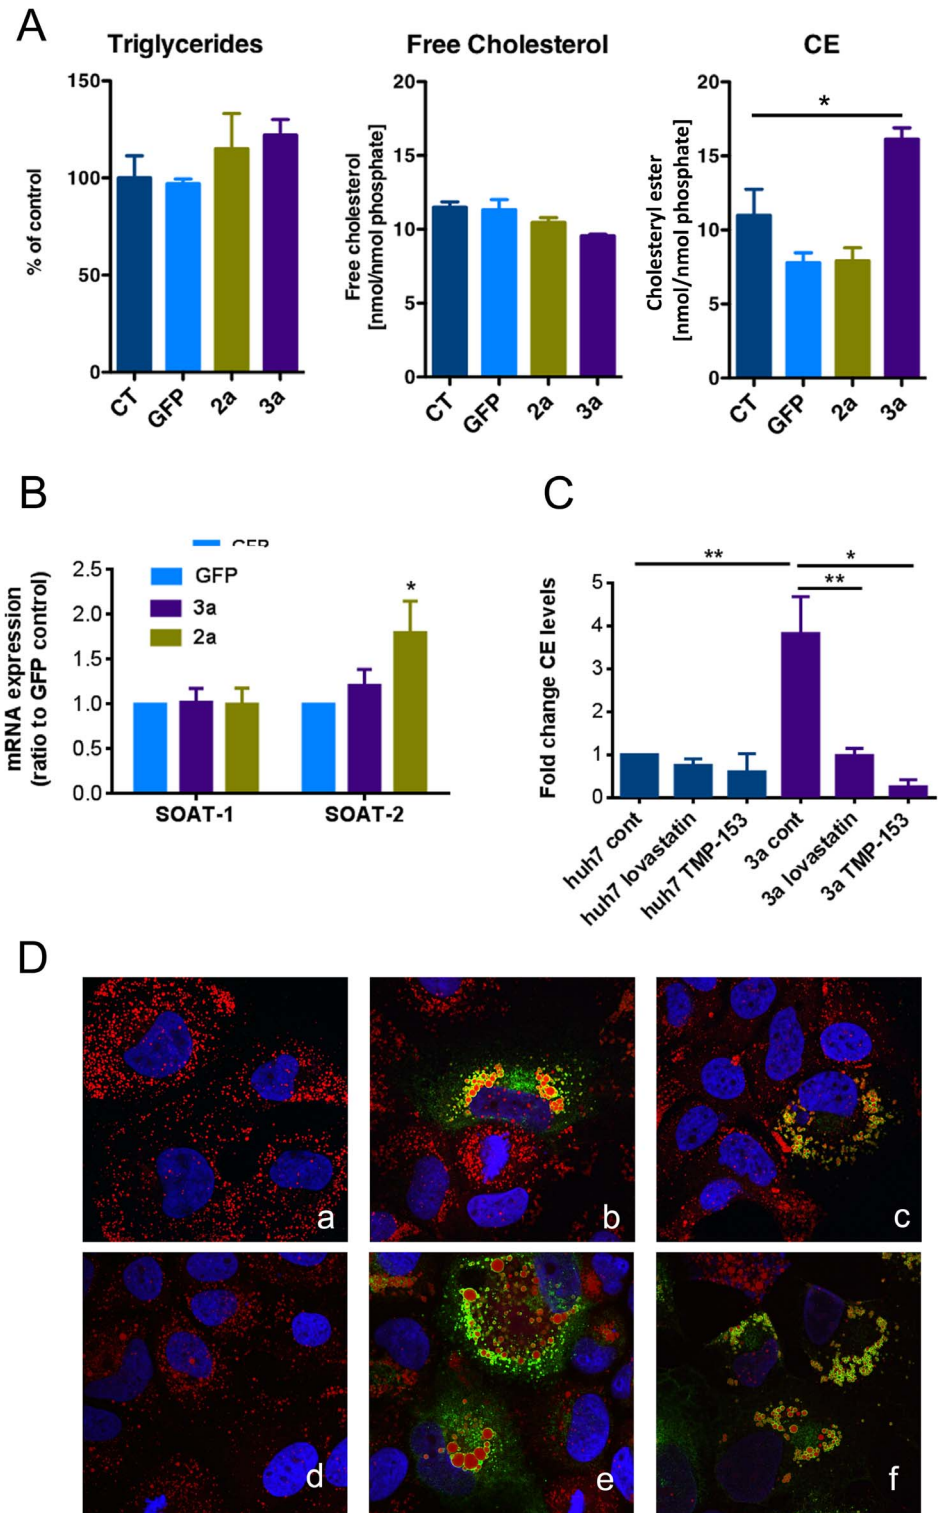 A
Triglycerides
Free Cholesterol
CE
150
100
50
0
% of control
CT
GFP
2a
3a
20
15
10
5
0
Free cholesterol
[nmol/nmol phosphate]
CT
GFP
2a
3a
20
15
10
5
0
Cholesteryl ester
[nmol/nmol phosphate]
*
CT
GFP
2a
3a
B
mRNA expression
(ratio to GFP control)
2.5
2.0
1.5
1.0
0.5
0.0
GFP
GFP
3a
2a
*
SOAT-1
SOAT-2
C
Fold change CE levels
5
4
3
2
1
0
**
*
**
huh7 cont
huh7 lovastatin
huh7 TMP-153
3a cont
3a lovastatin
3a TMP-153
D
a
b
c
d
e
f